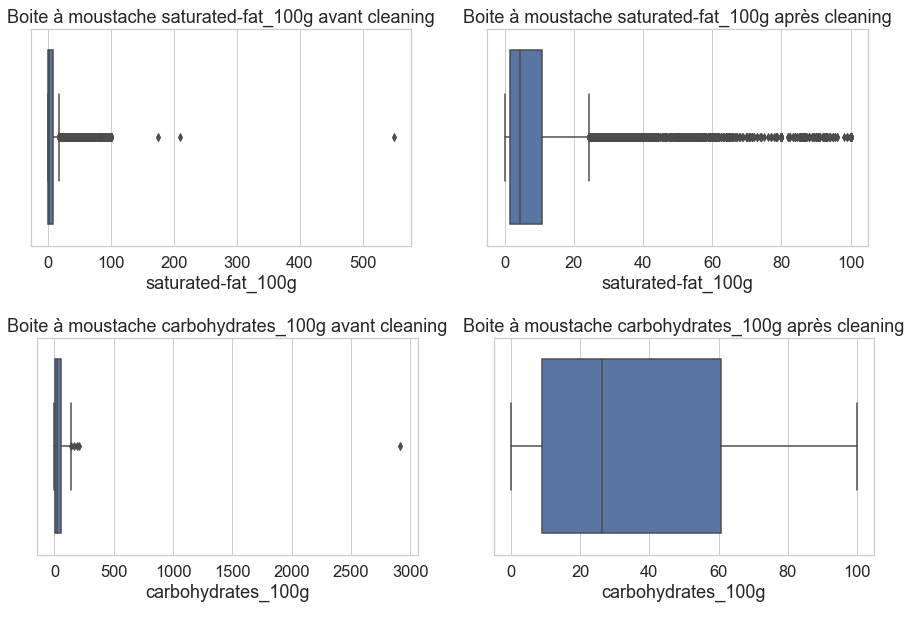 Boite à moustache saturated-fat_100g avant cleaning
0 100 200 300 400 500
saturated-fat_100g
Boite à moustache saturated-fat_100g après cleaning
0 20 40 60 80 100
saturated-fat_100g
Boite à moustache carbohydrates_100g avant cleaning
0 500 1000 1500 2000 2500 3000
carbohydrates_100g
Boite à moustache carbohydrates_100g après cleaning
0 20 40 60 80 100
carbohydrates_100g